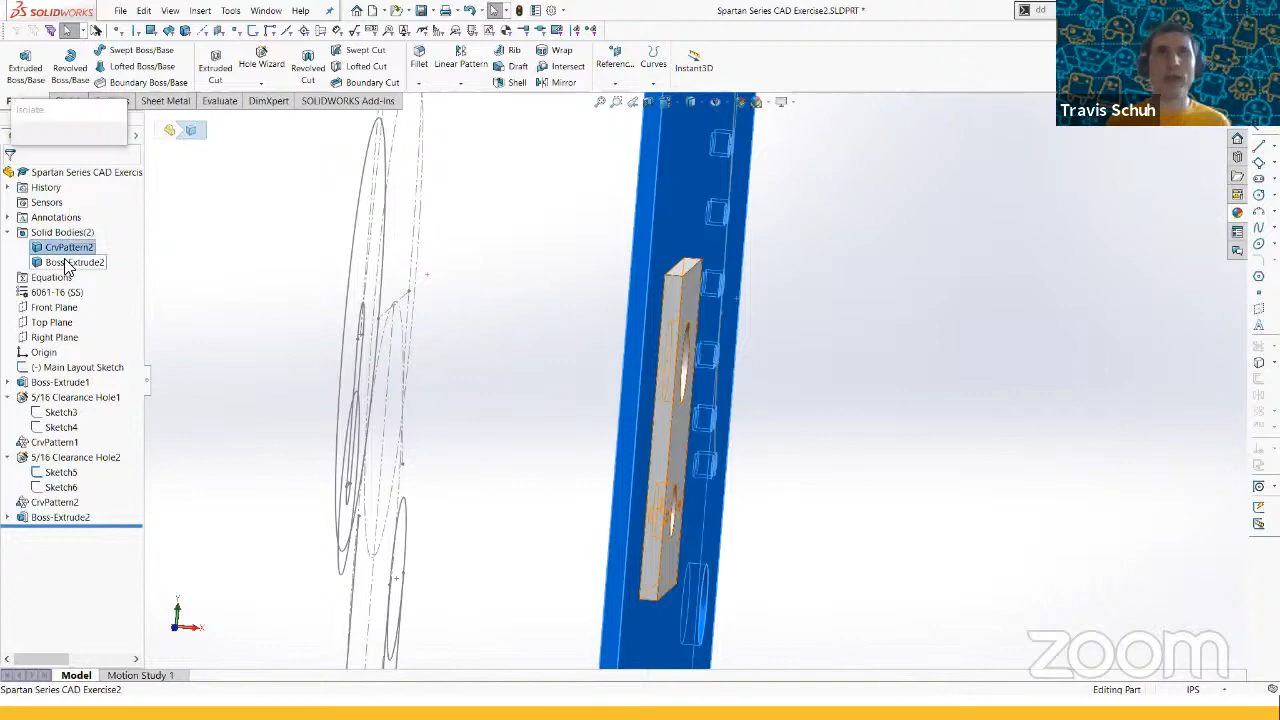 SOLIDWORKS File Edit View Insert Tools Window Help Spartan Series CAD Exercise2.SLDPRT * dd
Extruded Boss/Base
Revolved Boss/Base
Swept Boss/Base
Lofted Boss/Base
Boundary Boss/Base
Extruded Cut
Hole Wizard
Revolved Cut
Swept Cut
Lofted Cut
Boundary Cut
Fillet
Linear Pattern
Rib
Draft
Shell
Wrap
Intersect
Mirror
Referenc...
Curves
Instant3D
Sheet Metal Evaluate DimXpert SOLIDWORKS Add-Ins
Isolate
Travis Schuh
Spartan Series CAD Exercis
History
Sensors
Annotations
Solid Bodies(2)
CrvPattern2
Boss-Extrude2
Equations
6061-T6 (SS)
Front Plane
Top Plane
Right Plane
Origin
(-) Main Layout Sketch
Boss-Extrude1
5/16 Clearance Hole1
Sketch3
Sketch4
CrvPattern1
5/16 Clearance Hole2
Sketch5
Sketch6
CrvPattern2
Boss-Extrude2
Y
X
zoom
Model Motion Study 1
Spartan Series CAD Exercise2 Editing Part IPS